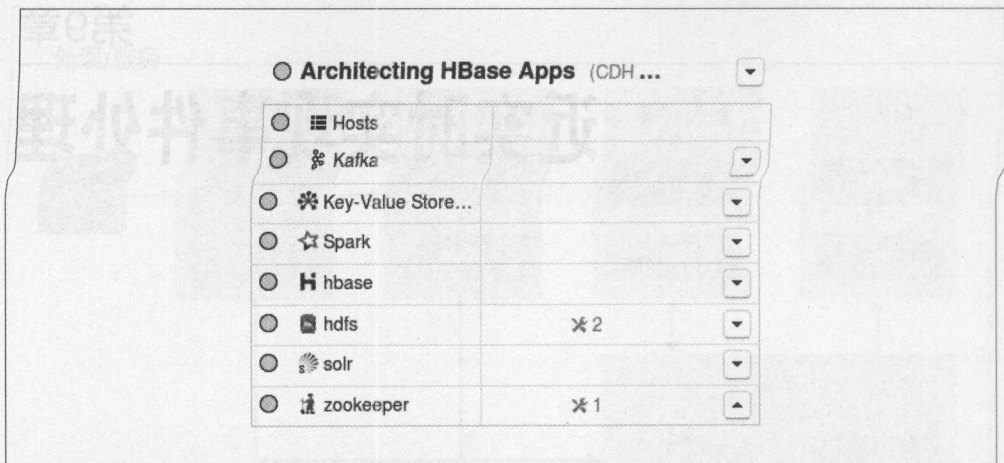 Architecting HBase Apps (CDH ...
Hosts
Kafka
Key-Value Store...
Spark
hbase
hdfs 2
solr
zookeeper 1